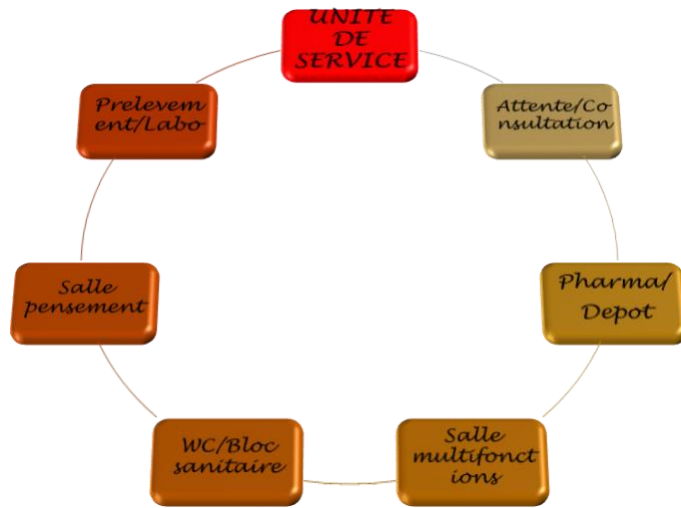 UNITE
DE
SERVICE
Attente/Co
nsultation
Pharma/
Depot
Salle
multifonct
ions
WC/Bloc
sanitaire
Salle
pensement
Prelevem
ent/Labo